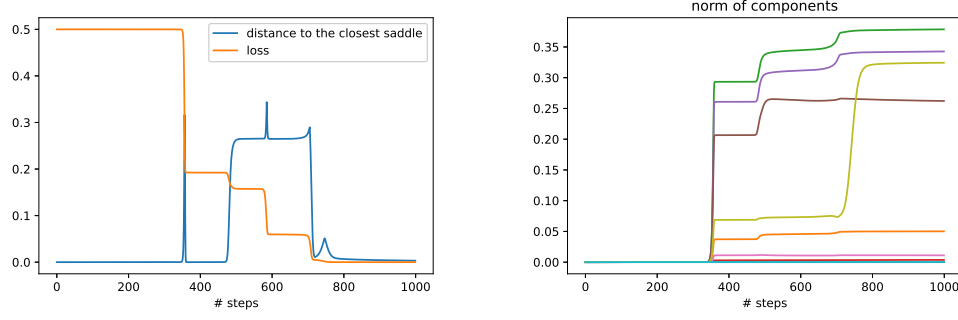 norm of components
distance to the closest saddle
loss
0.5
0.4
0.3
0.2
0.1
0.0
0 200 400 600 800 1000
# steps
0.35
0.30
0.25
0.20
0.15
0.10
0.05
0.00
0 200 400 600 800 1000
# steps